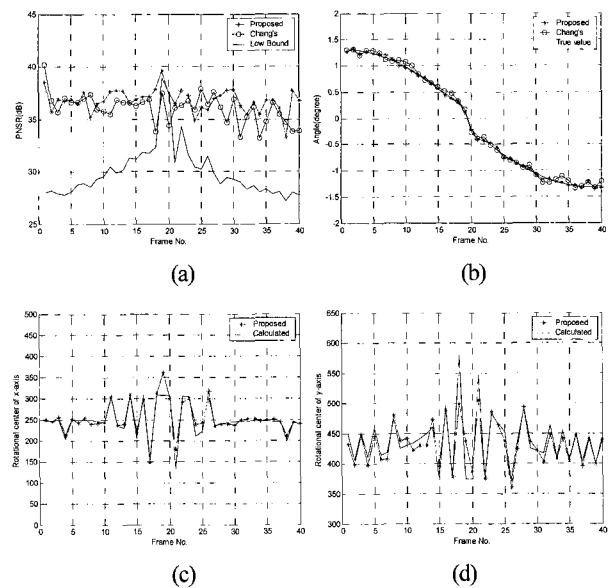 Proposed
Chang's
Low Bound
45
40
35
30
25
PNSR(dB)
0 5 10 15 20 25 30 35 40
Frame No.
(a)
Proposed
Chang's
True value
2
1.5
1
0.5
0
-0.5
-1
-1.5
-2
Angle(degree)
0 5 10 15 20 25 30 35 40
Frame No.
(b)
Proposed
Calculated
500
450
400
350
300
250
200
150
100
50
0
Rotational center of x-axis
0 5 10 15 20 25 30 35 40
Frame No.
(c)
Proposed
Calculated
650
600
550
500
450
400
350
300
Rotational center of y-axis
0 5 10 15 20 25 30 35 40
Frame No.
(d)